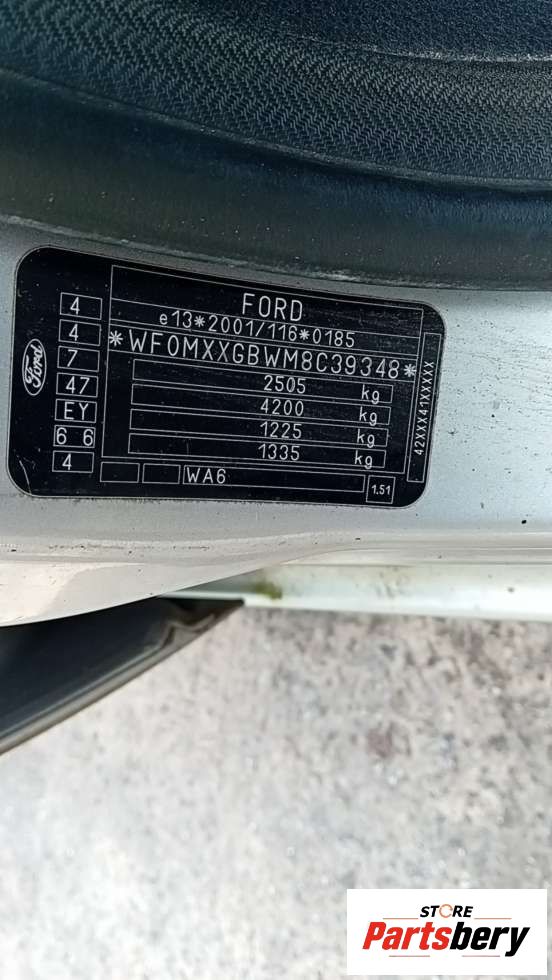 FORD
e13*2001/116*0185
*WF0MXXGBWM8C39348*
2505 kg
4200 kg
1225 kg
1335 kg
WA6
1.51
42XXX41XXXXX
4
4
7
47
EY
6 6
4
Ford
STORE
Partsbery